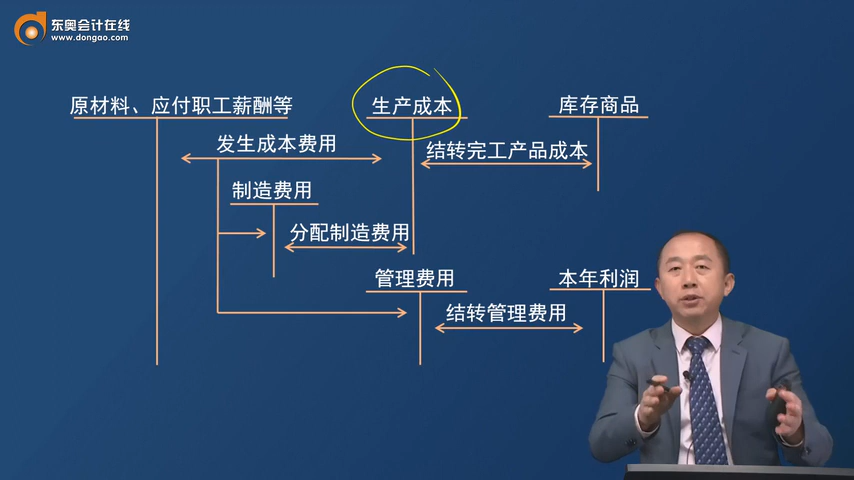 东奥会计在线
www.dongao.com
原材料、应付职工薪酬等
生产成本
库存商品
发生成本费用
结转完工产品成本
制造费用
分配制造费用
管理费用
本年利润
结转管理费用